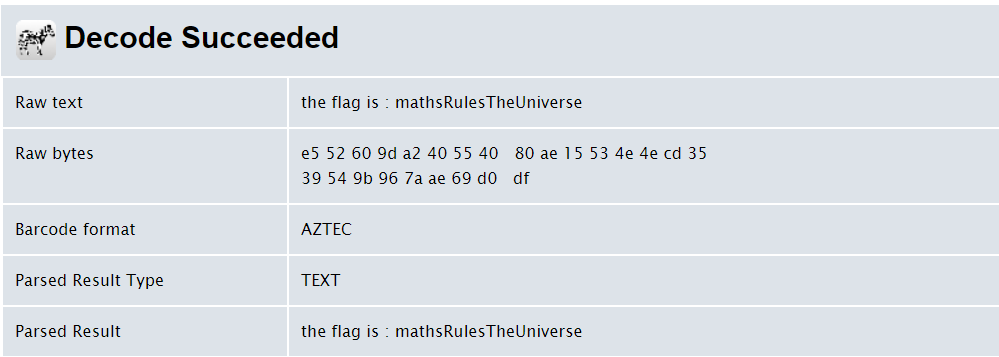 Decode Succeeded
Raw text the flag is : mathsRulesTheUniverse
Raw bytes e5 52 60 9d a2 40 55 40 80 ae 15 53 4e 4e cd 35
39 54 9b 96 7a ae 69 d0 df
Barcode format AZTEC
Parsed Result Type TEXT
Parsed Result the flag is : mathsRulesTheUniverse